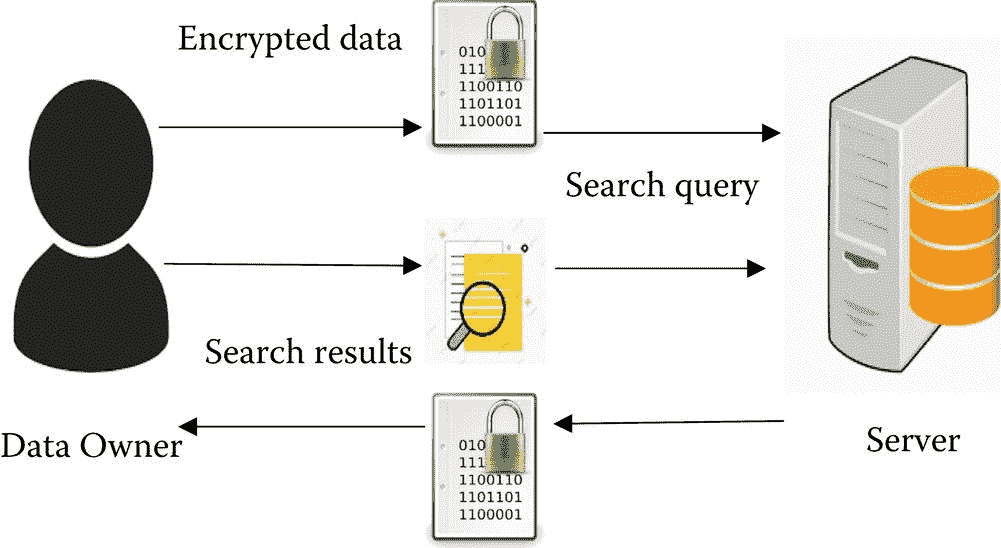 Encrypted data
010
111
1100110
1101101
1100001
Search query
Search results
Data Owner
Server
010
111
1100110
1101101
1100001